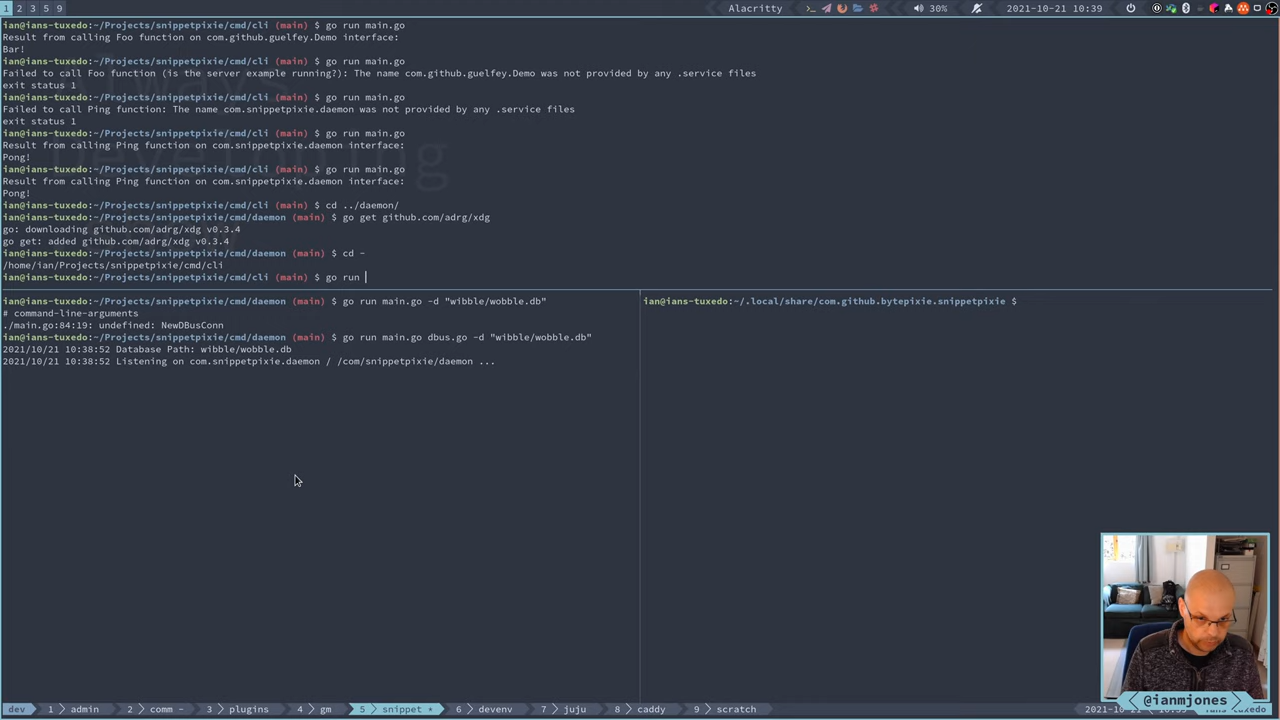 1 2 3 5 9
Alacritty
30%
2021-10-21 10:39
ian@ians-tuxedo:~/Projects/snippetpixie/cmd/cli (main) $ go run main.go
Result from calling Foo function on com.github.guelfey.Demo interface:
Bar!
ian@ians-tuxedo:~/Projects/snippetpixie/cmd/cli (main) $ go run main.go
Failed to call Foo function (is the server example running?): The name com.github.guelfey.Demo was not provided by any .service files
exit status 1
ian@ians-tuxedo:~/Projects/snippetpixie/cmd/cli (main) $ go run main.go
Failed to call Ping function: The name com.snippetpixie.daemon was not provided by any .service files
exit status 1
ian@ians-tuxedo:~/Projects/snippetpixie/cmd/cli (main) $ go run main.go
Result from calling Ping function on com.snippetpixie.daemon interface:
Pong!
ian@ians-tuxedo:~/Projects/snippetpixie/cmd/cli (main) $ go run main.go
Result from calling Ping function on com.snippetpixie.daemon interface:
Pong!
ian@ians-tuxedo:~/Projects/snippetpixie/cmd/cli (main) $ cd ../daemon/
ian@ians-tuxedo:~/Projects/snippetpixie/cmd/daemon (main) $ go get github.com/adrg/xdg
go: downloading github.com/adrg/xdg v0.3.4
go get: added github.com/adrg/xdg v0.3.4
ian@ians-tuxedo:~/Projects/snippetpixie/cmd/daemon (main) $ cd -
/home/ian/Projects/snippetpixie/cmd/cli
ian@ians-tuxedo:~/Projects/snippetpixie/cmd/cli (main) $ go run
ian@ians-tuxedo:~/Projects/snippetpixie/cmd/daemon (main) $ go run main.go -d "wibble/wobble.db"
# command-line-arguments
./main.go:84:19: undefined: NewDBusConn
ian@ians-tuxedo:~/Projects/snippetpixie/cmd/daemon (main) $ go run main.go dbus.go -d "wibble/wobble.db"
2021/10/21 10:38:52 Database Path: wibble/wobble.db
2021/10/21 10:38:52 Listening on com.snippetpixie.daemon / /com/snippetpixie/daemon ...
ian@ians-tuxedo:~/.local/share/com.github.bytepixie.snippetpixie $
@ianmjones
dev 1 admin 2 comm - 3 plugins 4 gm 5 snippet * 6 devenv 7 juju 8 caddy 9 scratch